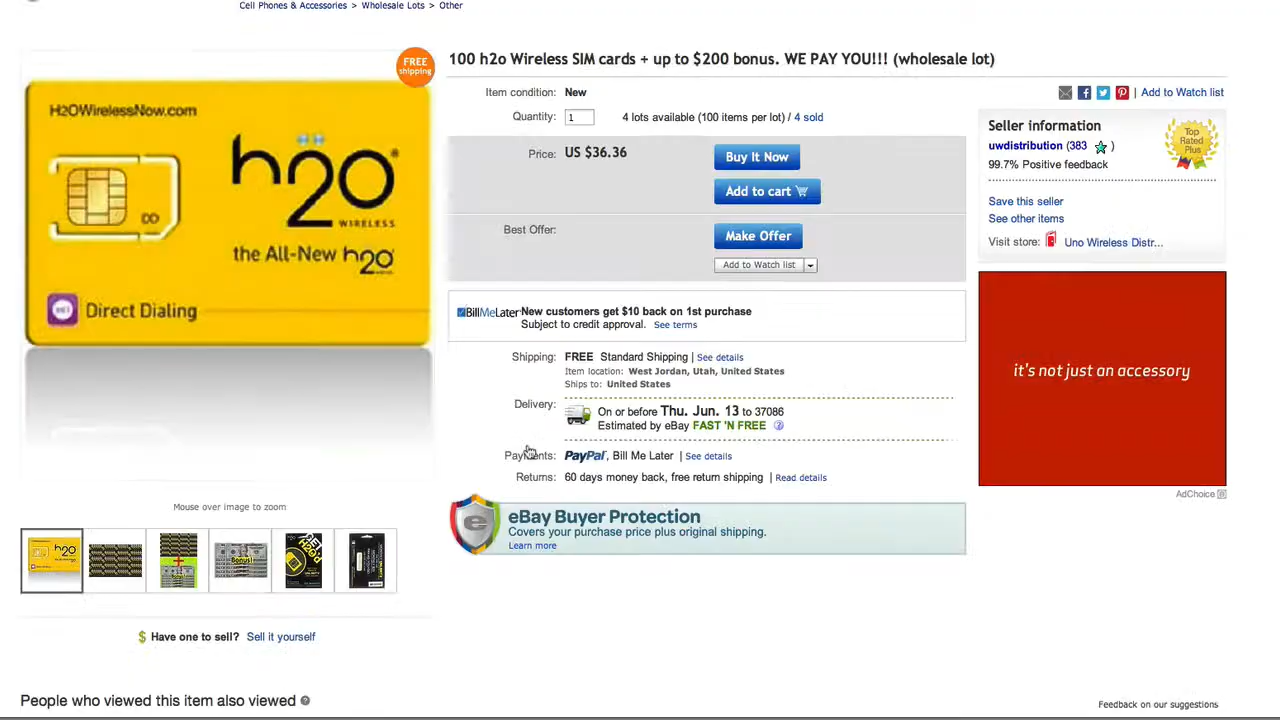 Cell Phones & Accessories > Wholesale Lots > Other
FREE
shipping
100 h2o Wireless SIM cards + up to $200 bonus. WE PAY YOU!!! (wholesale lot)
Item condition: New
| Add to Watch list
Quantity: 1 4 lots available (100 items per lot) / 4 sold
Price: US $36.36
Buy It Now
Add to cart
Best Offer:
Make Offer
Add to Watch list
H2OWirelessNow.com
h2o®
WIRELESS
the All-New h2o
Direct Dialing
Seller information
uwdistribution (383 )
99.7% Positive feedback
Top
Rated
Plus
Save this seller
See other items
Visit store: Uno Wireless Distr...
BillMeLater New customers get $10 back on 1st purchase
Subject to credit approval. See terms
Shipping: FREE Standard Shipping | See details
Item location: West Jordan, Utah, United States
Ships to: United States
Delivery: On or before Thu. Jun. 13 to 37086
Estimated by eBay FAST 'N FREE
Payments: PayPal, Bill Me Later | See details
Returns: 60 days money back, free return shipping | Read details
it's not just an accessory
AdChoice
eBay Buyer Protection
Covers your purchase price plus original shipping.
Learn more
Mouse over image to zoom
h2o
Bonus!
$ Have one to sell? Sell it yourself
People who viewed this item also viewed
Feedback on our suggestions